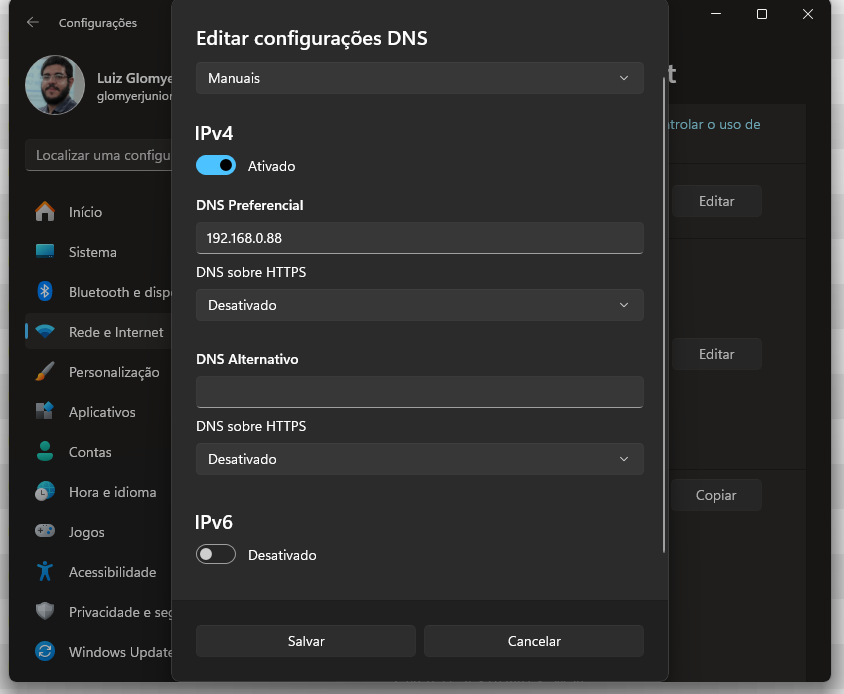 Configurações
Luiz Glomye
glomyerjunior
Localizar uma configu
Início
Sistema
Bluetooth e disp
Rede e Internet
Personalização
Aplicativos
Contas
Hora e idioma
Jogos
Acessibilidade
Privacidade e seg
Windows Update
Editar configurações DNS
Manuais
IPv4
Ativado
DNS Preferencial
192.168.0.88
DNS sobre HTTPS
Desativado
DNS Alternativo
DNS sobre HTTPS
Desativado
IPv6
Desativado
Salvar
Cancelar
t
ntrolar o uso de
Editar
Editar
Copiar